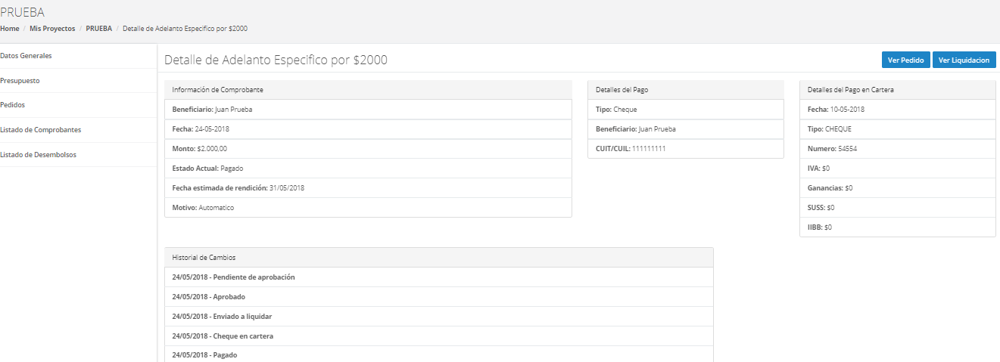 PRUEBA
Home / Mis Proyectos / PRUEBA / Detalle de Adelanto Especifico por $2000
Datos Generales
Presupuesto
Pedidos
Listado de Comprobantes
Listado de Desembolsos
Detalle de Adelanto Especifico por $2000
Ver Pedido
Ver Liquidacion
Información de Comprobante
Beneficiario: Juan Prueba
Fecha: 24-05-2018
Monto: $2.000,00
Estado Actual: Pagado
Fecha estimada de rendición: 31/05/2018
Motivo: Automatico
Detalles del Pago
Tipo: Cheque
Beneficiario: Juan Prueba
CUIT/CUIL: 111111111
Detalles del Pago en Cartera
Fecha: 10-05-2018
Tipo: CHEQUE
Numero: 54554
IVA: $0
Ganancias: $0
SUSS: $0
IIBB: $0
Historial de Cambios
24/05/2018 - Pendiente de aprobación
24/05/2018 - Aprobado
24/05/2018 - Enviado a liquidar
24/05/2018 - Cheque en cartera
24/05/2018 - Pagado